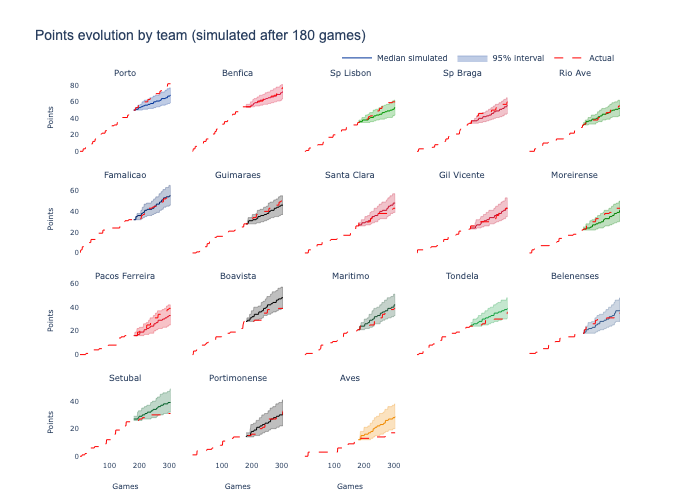 Points evolution by team (simulated after 180 games)
Median simulated 95% interval Actual
Porto Benfica Sp Lisbon Sp Braga Rio Ave
80
60
40
20
0
Points
Famalicao Guimaraes Santa Clara Gil Vicente Moreirense
60
40
20
0
Points
Pacos Ferreira Boavista Maritimo Tondela Belenenses
60
40
20
0
Points
Setubal Portimonense Aves
40
20
0
Points
100 200 300 100 200 300 100 200 300
Games Games Games